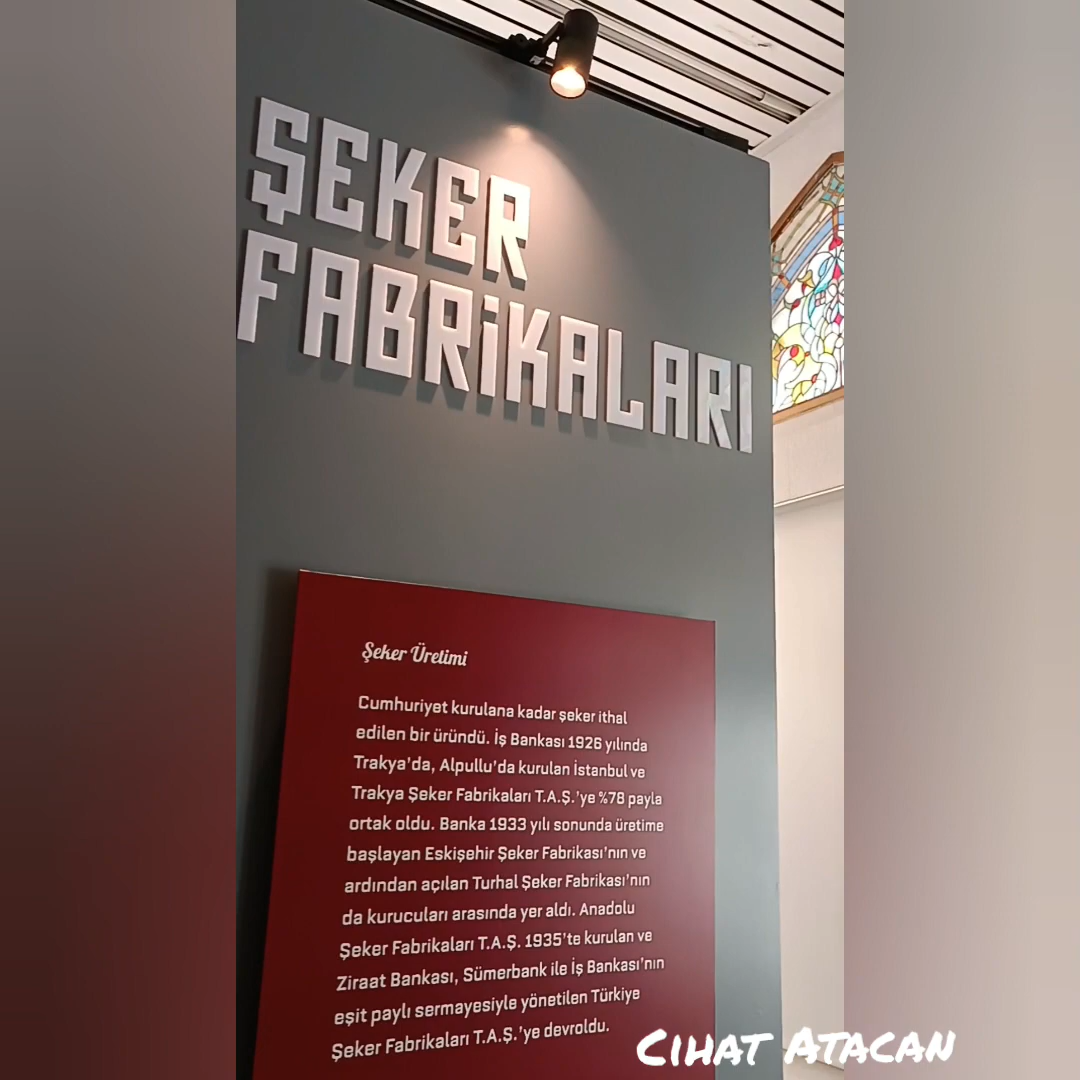 ŞEKER
FABRİKALARI
Şeker Üretimi
Cumhuriyet kurulana kadar şeker ithal
edilen bir üründü. İş Bankası 1926 yılında
Trakya'da, Alpullu'da kurulan İstanbul ve
Trakya Şeker Fabrikaları T.A.Ş.'ye %78 payla
ortak oldu. Banka 1933 yılı sonunda üretime
başlayan Eskişehir Şeker Fabrikası'nın ve
ardından açılan Turhal Şeker Fabrikası'nın
da kurucuları arasında yer aldı. Anadolu
Şeker Fabrikaları T.A.Ş. 1935'te kurulan ve
Ziraat Bankası, Sümerbank ile İş Bankası'nın
eşit paylı sermayesiyle yönetilen Türkiye
Şeker Fabrikaları T.A.Ş.'ye devroldu.
CIHAT ATACAN